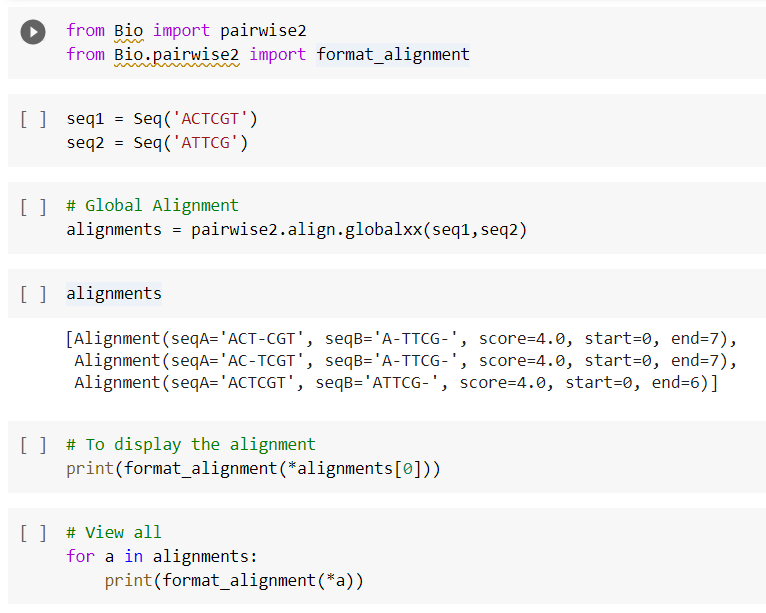 from Bio import pairwise2
from Bio.pairwise2 import format_alignment
[ ] seq1 = Seq('ACTCGT')
seq2 = Seq('ATTCG')
[ ] # Global Alignment
alignments = pairwise2.align.globalxx(seq1,seq2)
[ ] alignments
[Alignment(seqA='ACT-CGT', seqB='A-TTCG-', score=4.0, start=0, end=7),
Alignment(seqA='AC-TCGT', seqB='A-TTCG-', score=4.0, start=0, end=7),
Alignment(seqA='ACTCGT', seqB='ATTCG-', score=4.0, start=0, end=6)]
[ ] # To display the alignment
print(format_alignment(*alignments[0]))
[ ] # View all
for a in alignments:
print(format_alignment(*a))